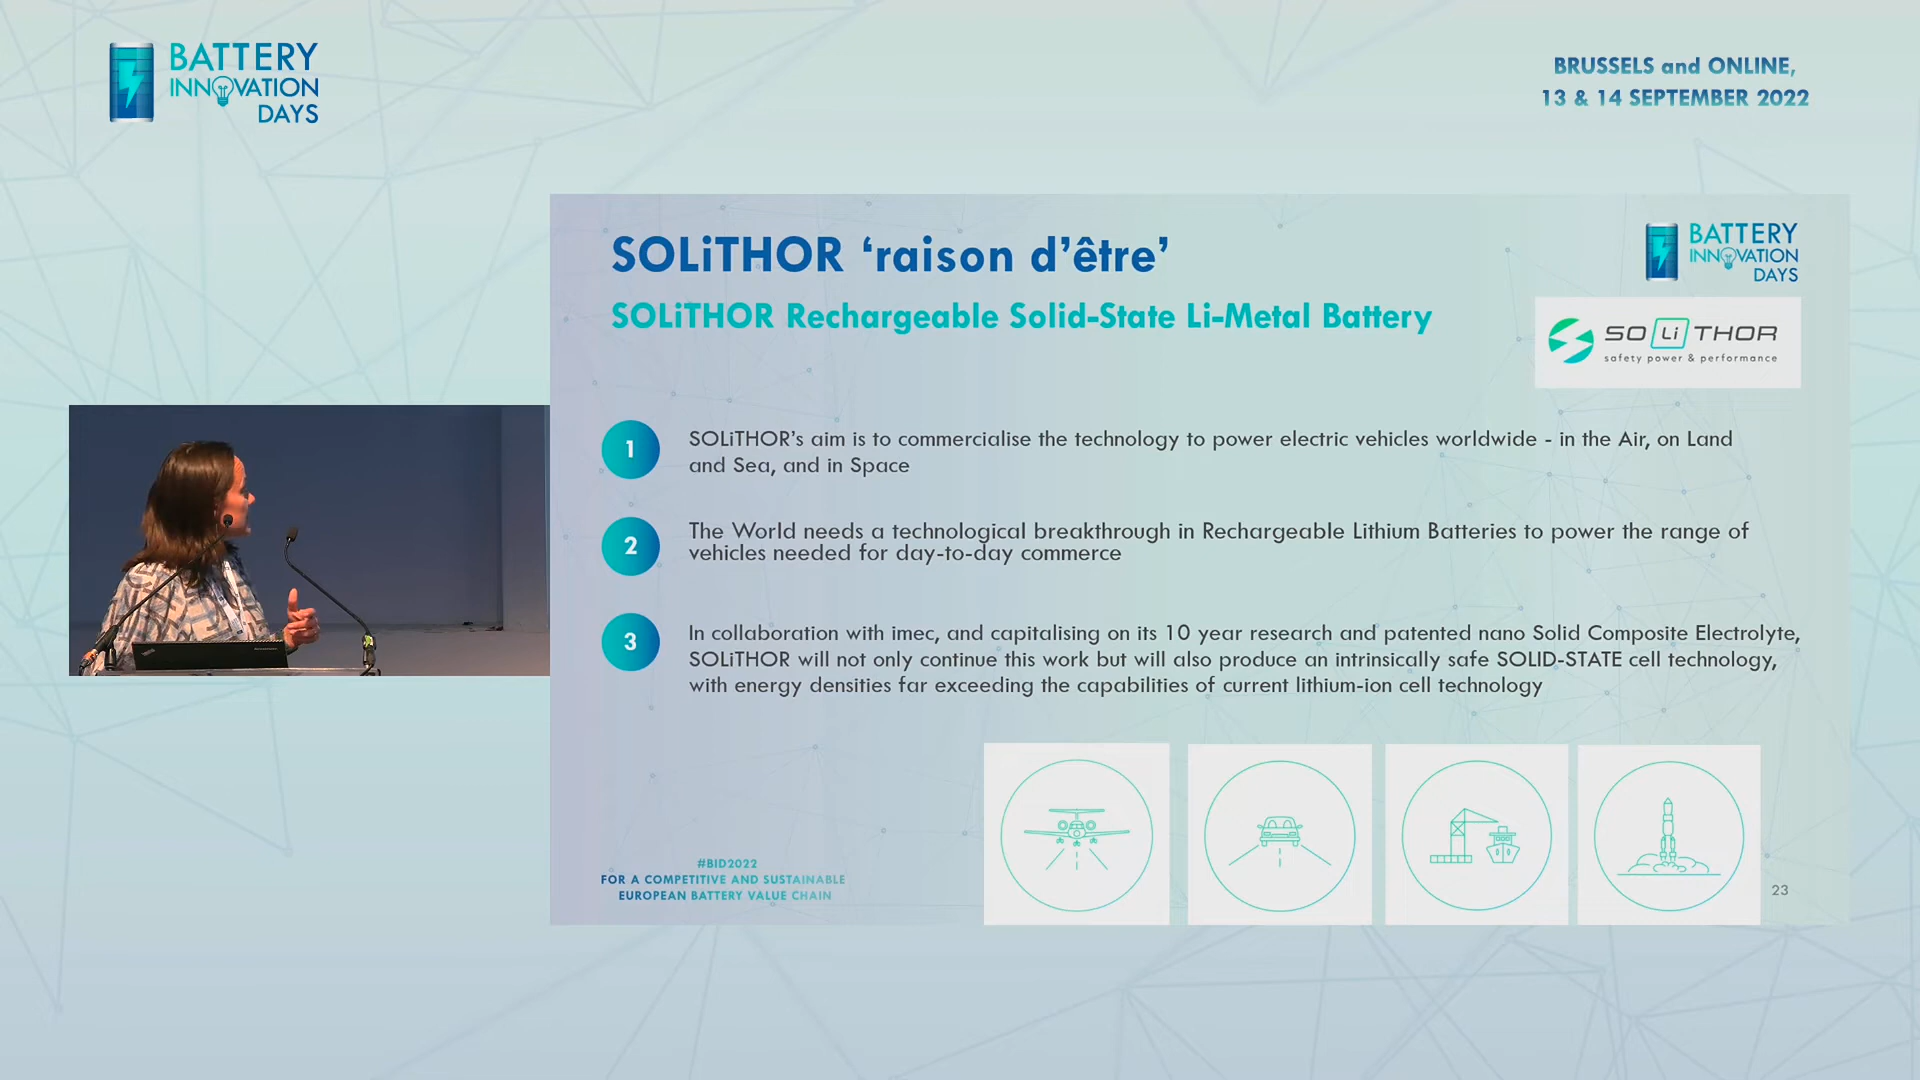 BATTERY
INNOVATION
DAYS
BRUSSELS and ONLINE,
13 & 14 SEPTEMBER 2022
SOLiTHOR ‘raison d’être’
SOLiTHOR Rechargeable Solid-State Li-Metal Battery
BATTERY
INNOVATION
DAYS
SOLiTHOR
safety power & performance
1
SOLiTHOR’s aim is to commercialise the technology to power electric vehicles worldwide - in the Air, on Land
and Sea, and in Space
2
The World needs a technological breakthrough in Rechargeable Lithium Batteries to power the range of
vehicles needed for day-to-day commerce
3
In collaboration with imec, and capitalising on its 10 year research and patented nano Solid Composite Electrolyte,
SOLiTHOR will not only continue this work but will also produce an intrinsically safe SOLID-STATE cell technology,
with energy densities far exceeding the capabilities of current lithium-ion cell technology
#BID2022
FOR A COMPETITIVE AND SUSTAINABLE
EUROPEAN BATTERY VALUE CHAIN
23